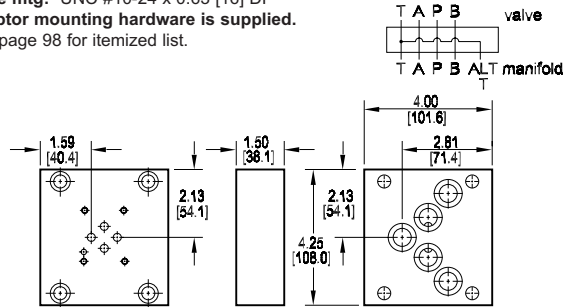 mtg. UNC #10-24 x 0.63 [16] DP
ptor mounting hardware is supplied.
page 98 for itemized list.
T A P B valve
T A P B ALT manifold
T
4.00
[101.6]
1.59
[40.4]
1.50
[38.1]
2.81
[71.4]
2.13
[54.1]
2.13
[54.1]
4.25
[108.0]